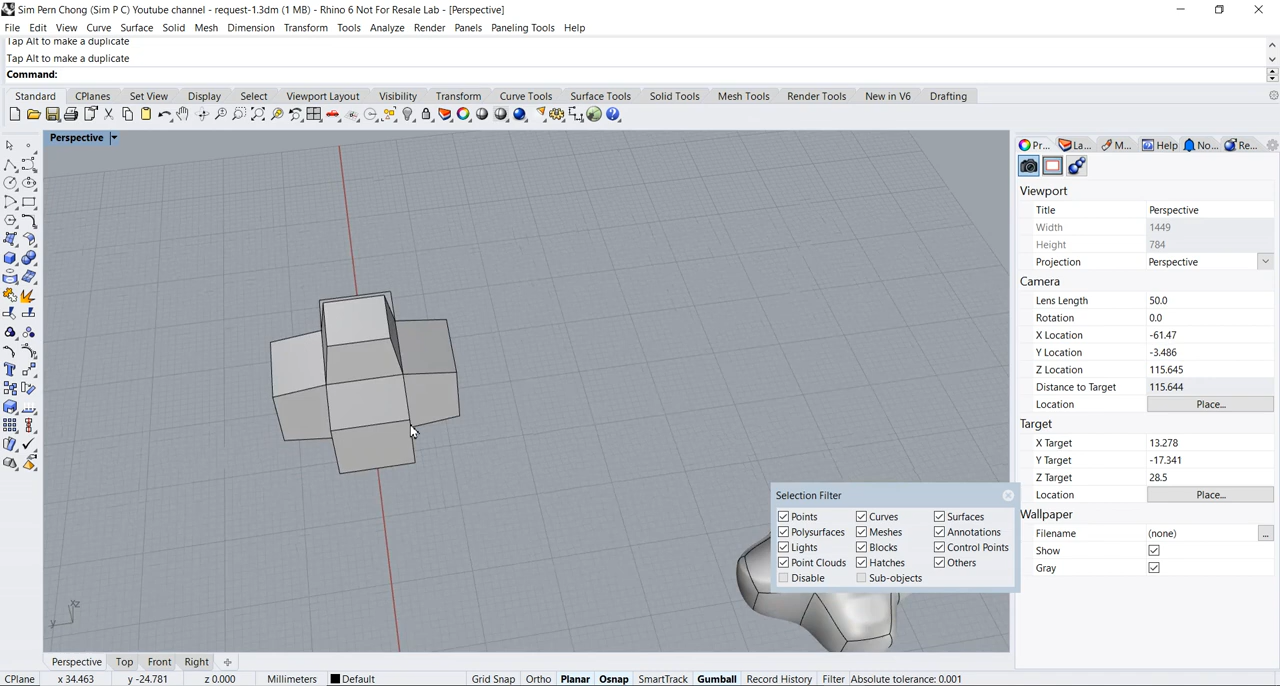 Sim Pern Chong (Sim P C) Youtube channel - request-1.3dm (1 MB) - Rhino 6 Not For Resale Lab - [Perspective]
File Edit View Curve Surface Solid Mesh Dimension Transform Tools Analyze Render Panels Paneling Tools Help
Tap Alt to make a duplicate
Tap Alt to make a duplicate
Command:
Standard CPlanes Set View Display Select Viewport Layout Visibility Transform Curve Tools Surface Tools Solid Tools Mesh Tools Render Tools New in V6 Drafting
Perspective
Pr... La... M... Help No... Re...
Viewport
Title Perspective
Width 1449
Height 784
Projection Perspective
Camera
Lens Length 50.0
Rotation 0.0
X Location -61.47
Y Location -3.486
Z Location 115.645
Distance to Target 115.644
Location Place...
Target
X Target 13.278
Y Target -17.341
Z Target 28.5
Location Place...
Wallpaper
Filename (none) ...
Show
Gray
Selection Filter
Points Curves Surfaces
Polysurfaces Meshes Annotations
Lights Blocks Control Points
Point Clouds Hatches Others
Disable Sub-objects
Perspective Top Front Right
CPlane x 34.463 y -24.781 z 0.000 Millimeters Default Grid Snap Ortho Planar Osnap SmartTrack Gumball Record History Filter Absolute tolerance: 0.001